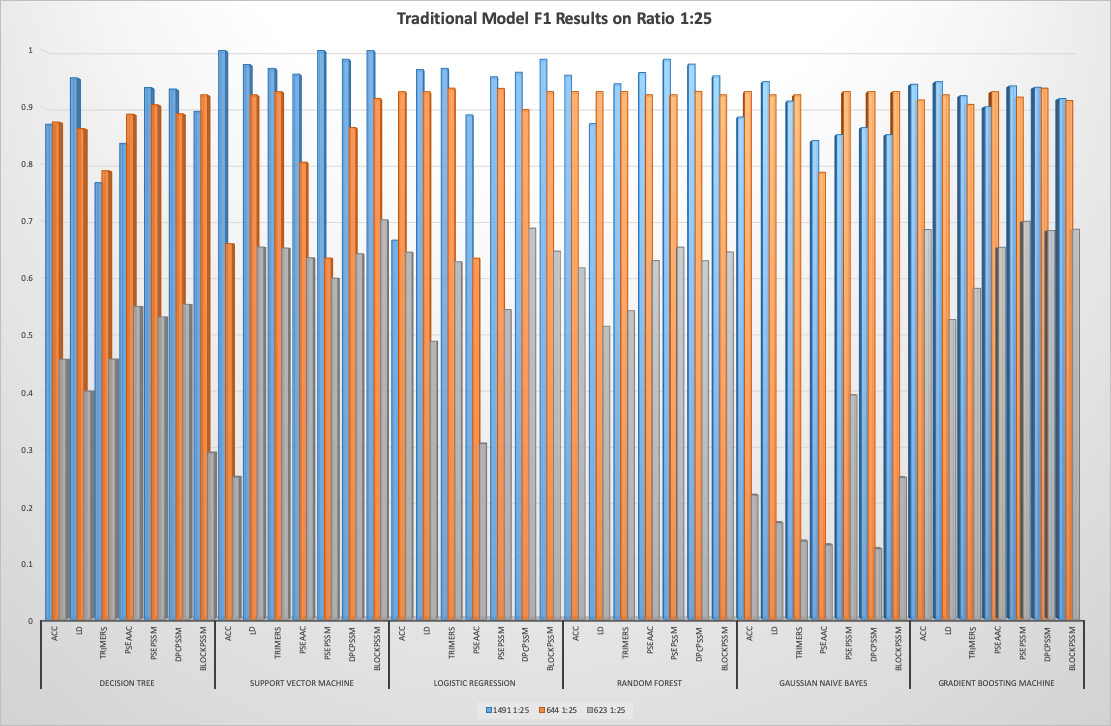 Traditional Model F1 Results on Ratio 1:25
1
0.9
0.8
0.7
0.6
0.5
0.4
0.3
0.2
0.1
0
ACC
LD
TRIMERS
PSEAAC
PSEPSSM
DPCPSSM
BLOCKPSSM
ACC
LD
TRIMERS
PSEAAC
PSEPSSM
DPCPSSM
BLOCKPSSM
ACC
LD
TRIMERS
PSEAAC
PSEPSSM
DPCPSSM
BLOCKPSSM
ACC
LD
TRIMERS
PSEAAC
PSEPSSM
DPCPSSM
BLOCKPSSM
ACC
LD
TRIMERS
PSEAAC
PSEPSSM
DPCPSSM
BLOCKPSSM
ACC
LD
TRIMERS
PSEAAC
PSEPSSM
DPCPSSM
BLOCKPSSM
DECISION TREE
SUPPORT VECTOR MACHINE
LOGISTIC REGRESSION
RANDOM FOREST
GAUSSIAN NAIVE BAYES
GRADIENT BOOSTING MACHINE
1491 1:25
644 1:25
623 1:25